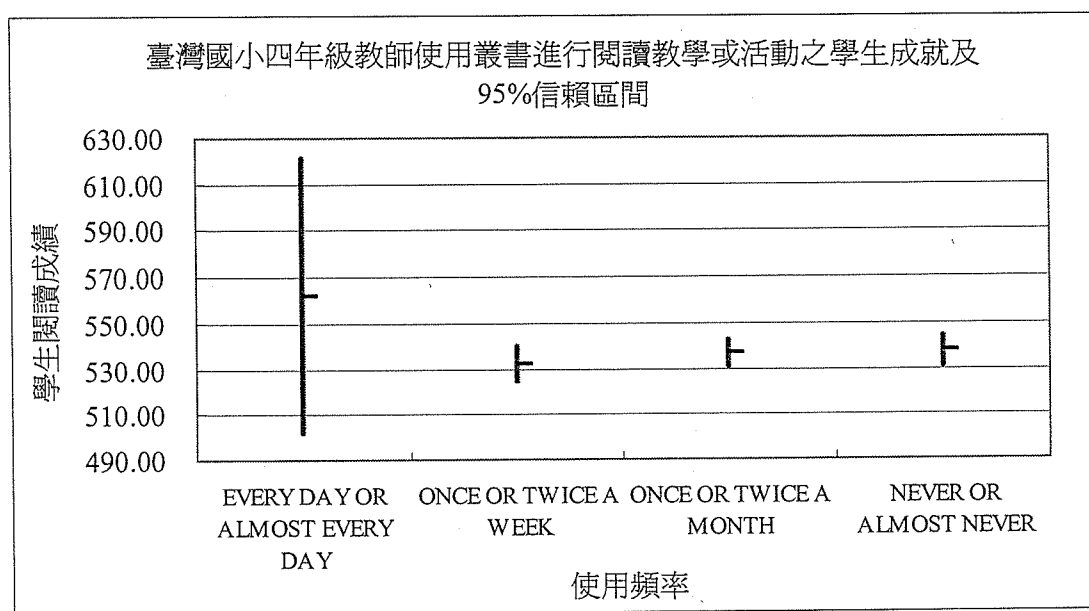 臺灣國小四年級教師使用叢書進行閱讀教學或活動之學生成就及
95%信賴區間
630.00
610.00
590.00
570.00
550.00
530.00
510.00
490.00
學生閱讀成績
EVERY DAY OR
ALMOST EVERY
DAY
ONCE OR TWICE A
WEEK
ONCE OR TWICE A
MONTH
NEVER OR
ALMOST NEVER
使用頻率